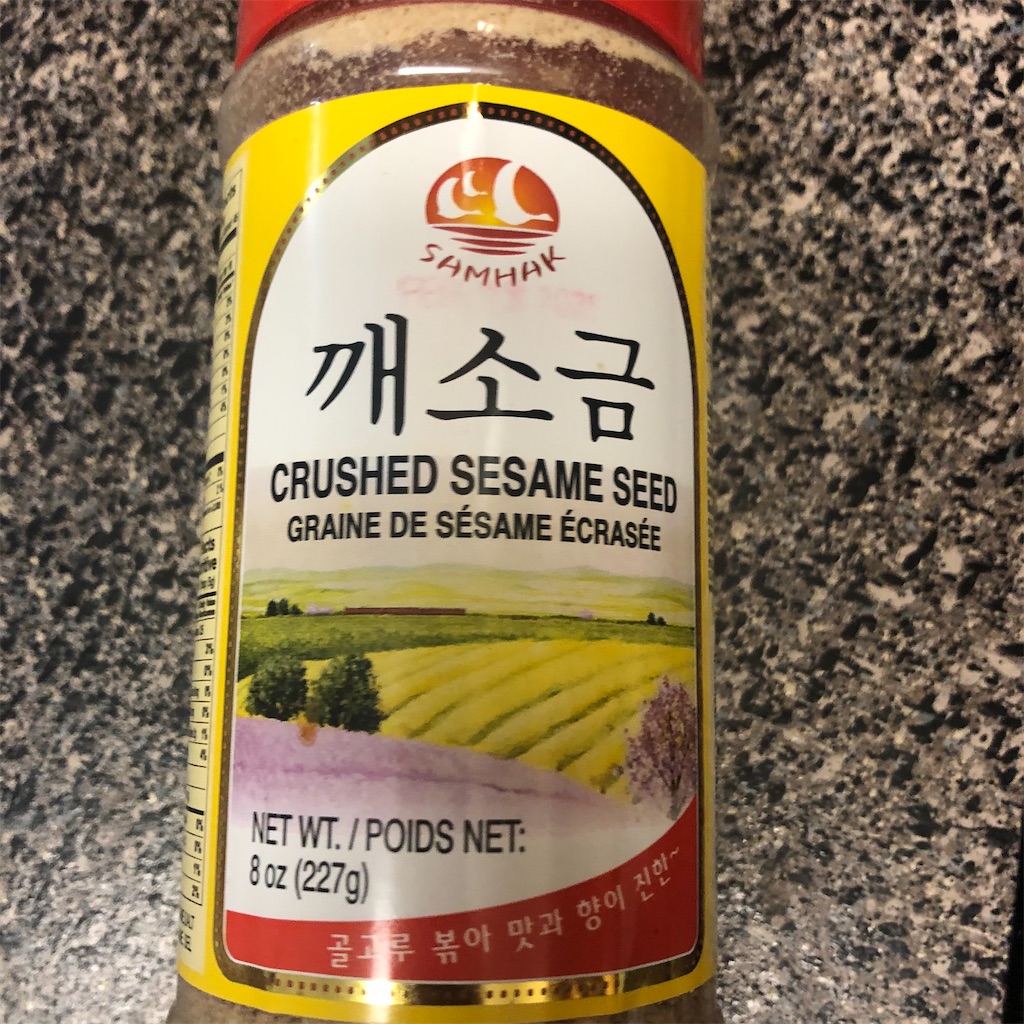 SAMHAK
깨소금
CRUSHED SESAME SEED
GRAINE DE SÉSAME ÉCRASÉE
NET WT. / POIDS NET:
8 oz (227g)
골고루 볶아 맛과 향이 진한~